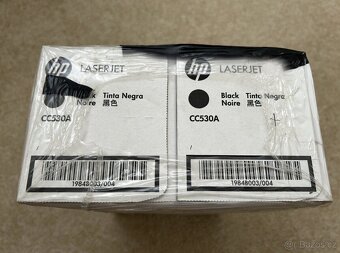 hp LASERJET
Black Tinta Negra
Noire 黑色
CC530A
19848003/004
hp LASERJET
Black Tinta Negra
Noire 黑色
CC530A
19848003/004
Bazos.cz